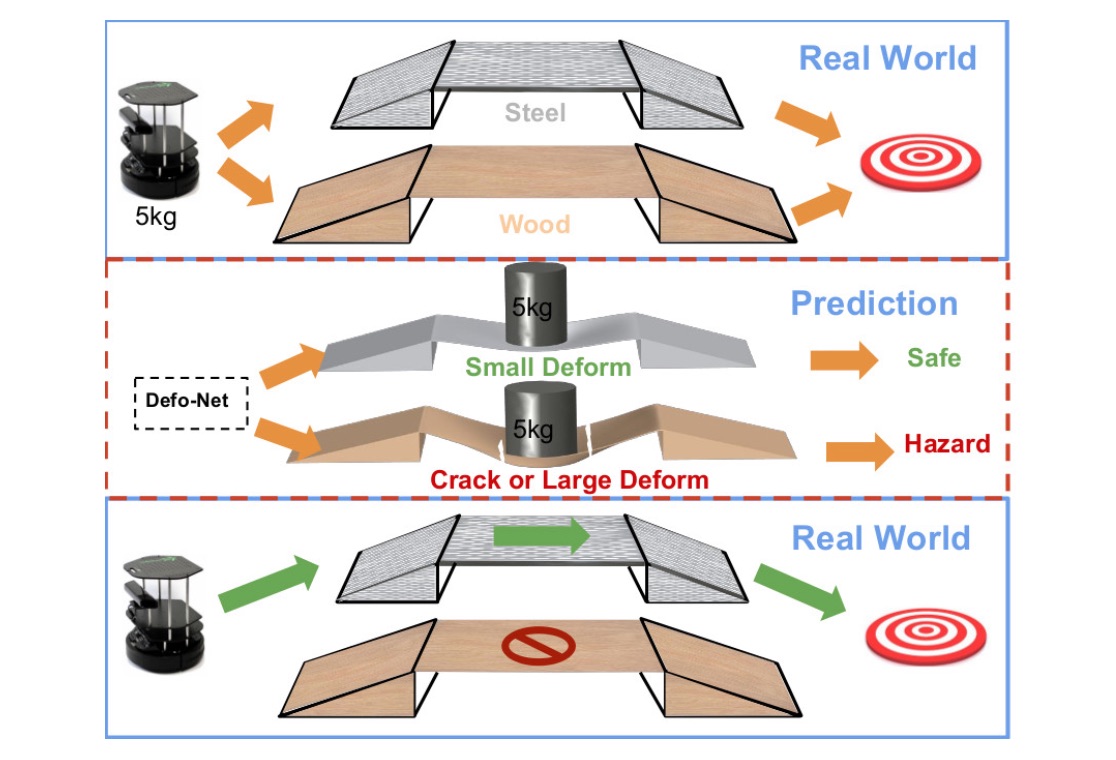 Real World
Steel
5kg
Wood
Prediction
5kg
Small Deform
Safe
Defo-Net
5kg
Hazard
Crack or Large Deform
Real World